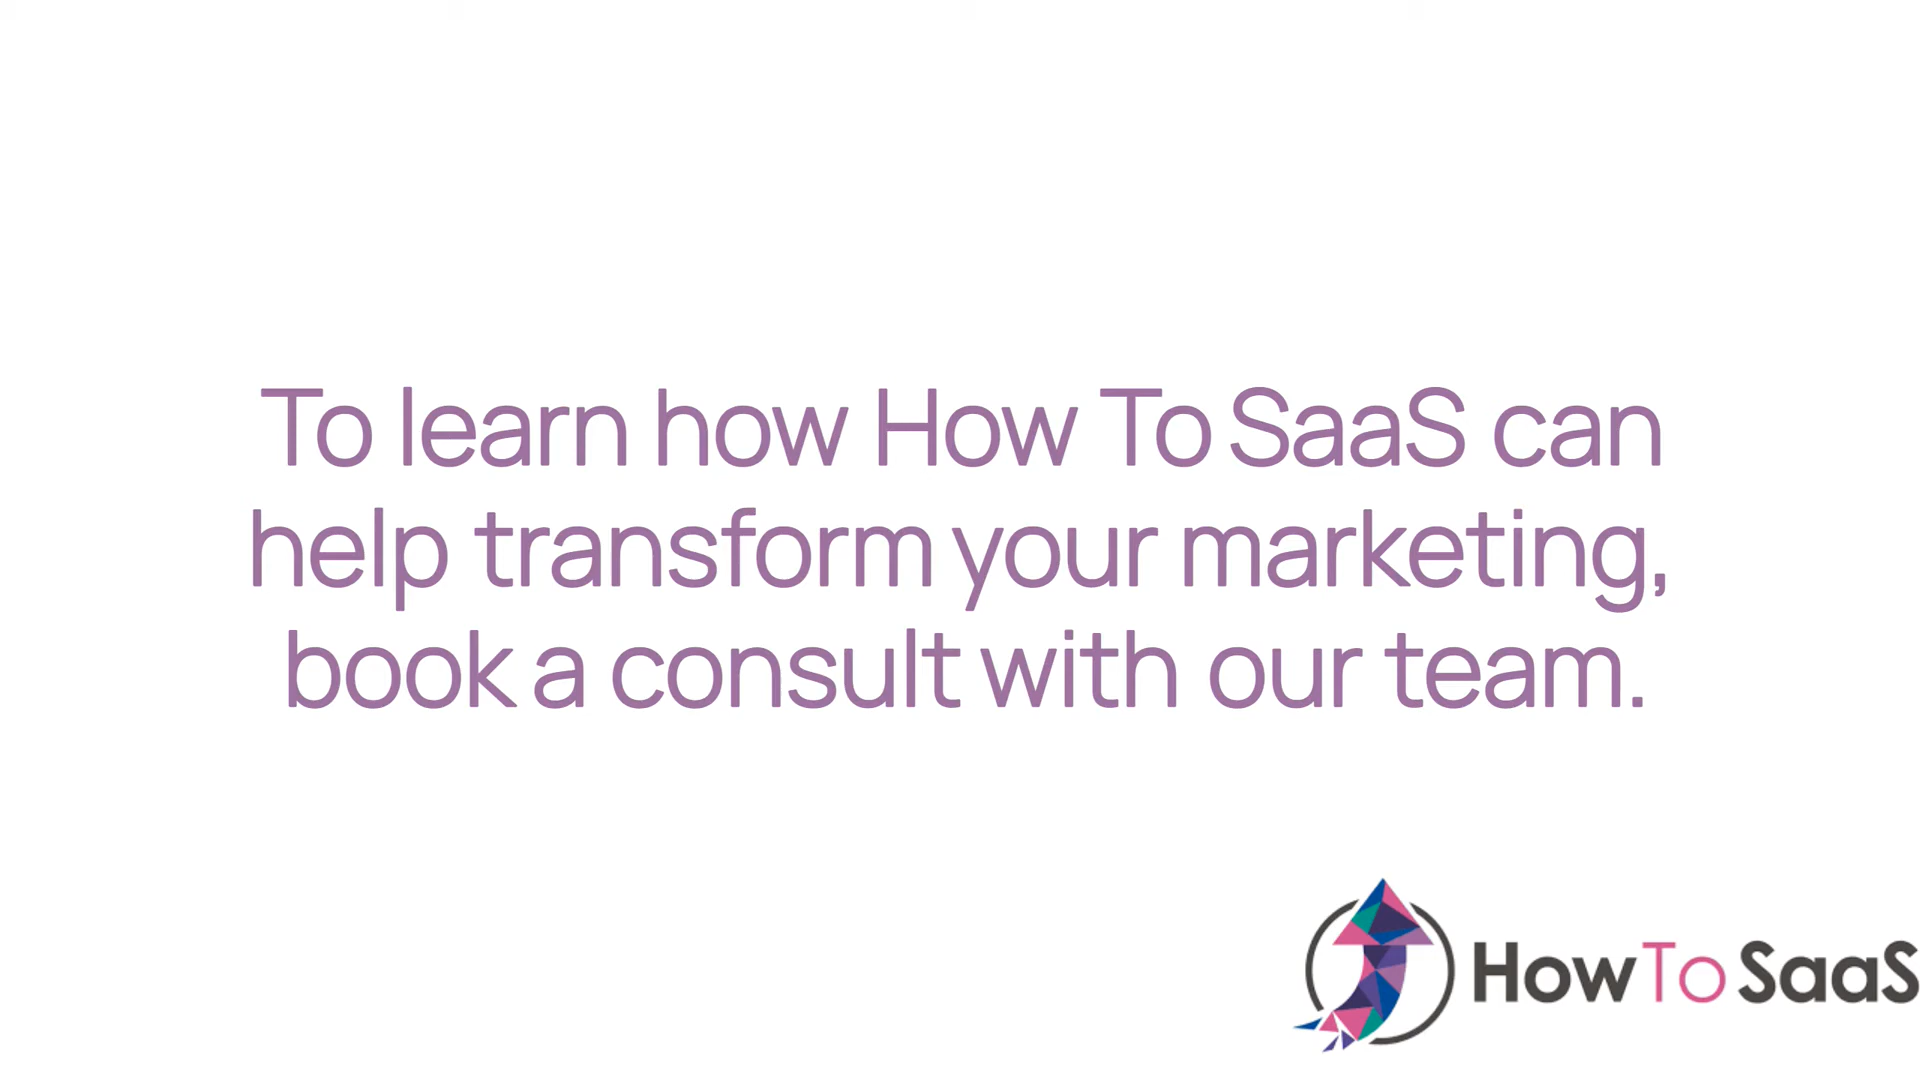 To learn how How To SaaS can
help transform your marketing,
book a consult with our team.
HowToSaaS